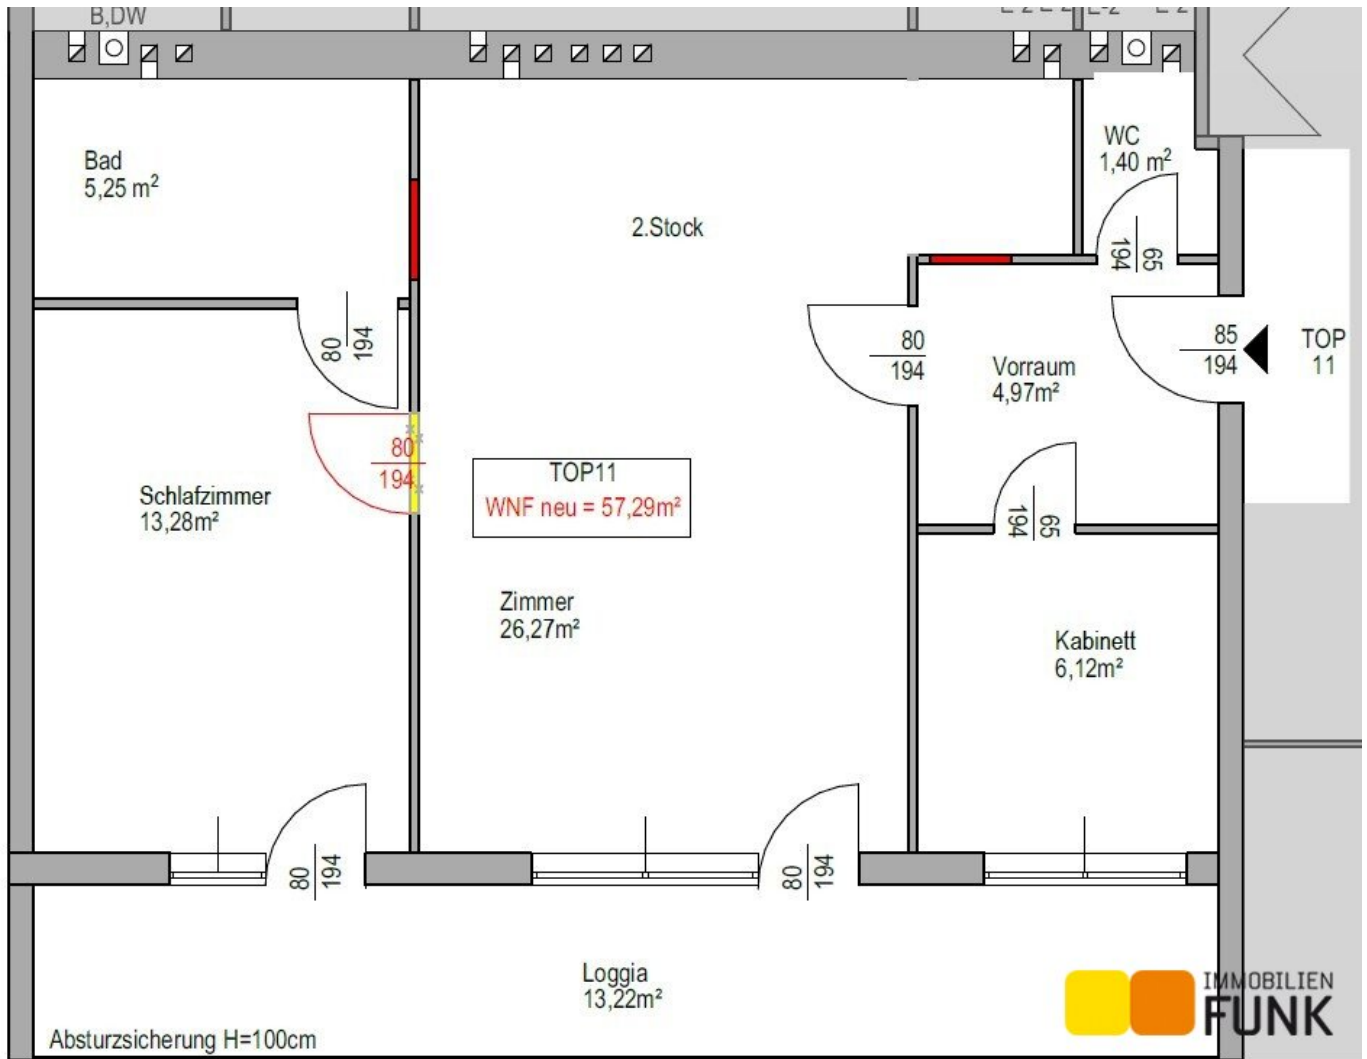 B,DW
Bad
5,25 m²
2.Stock
WC
1,40 m²
194
65
80
194
80
194
Vorraum
4,97m²
85
194
TOP
11
80
194
Schlafzimmer
13,28m²
TOP11
WNF neu = 57,29m²
194
65
Zimmer
26,27m²
Kabinett
6,12m²
80
194
80
194
Loggia
13,22m²
Absturzsicherung H=100cm
IMMOBILIEN
FUNK